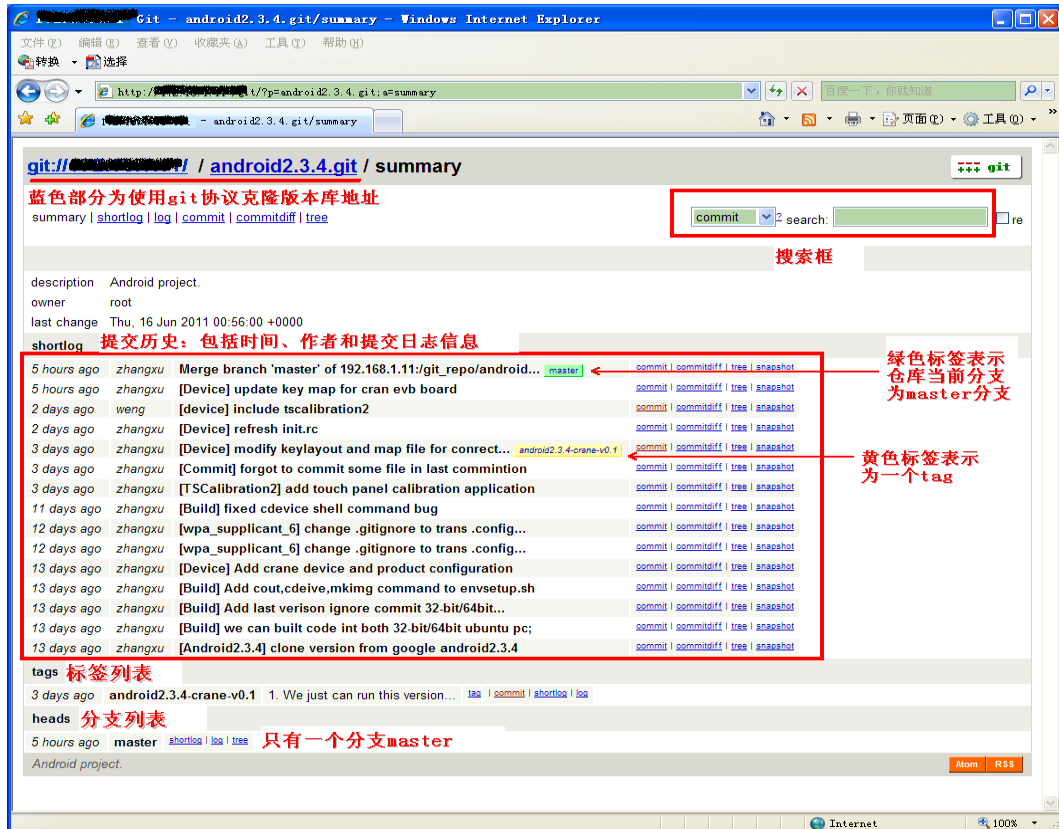 Git - android2.3.4.git/summary - Windows Internet Explorer
文件(F) 编辑(E) 查看(V) 收藏夹(A) 工具(T) 帮助(H)
转换 选择
http:/ t/?p=android2.3.4.git;a=summary 百度一下，你就知道
- android2.3.4.git/summary 页面(P) 工具(O) »
git:// / / android2.3.4.git / summary git
蓝色部分为使用git协议克隆版本库地址
summary | shortlog | log | commit | commitdiff | tree commit ? search: re
搜索框
description Android project.
owner root
last change Thu, 16 Jun 2011 00:56:00 +0000
shortlog 提交历史：包括时间、作者和提交日志信息
5 hours ago zhangxu Merge branch 'master' of 192.168.1.11:/git_repo/android... master commit | commitdiff | tree | snapshot
绿色标签表示
仓库当前分支
为master分支
5 hours ago zhangxu [Device] update key map for cran evb board commit | commitdiff | tree | snapshot
2 days ago weng [device] include tscalibration2 commit | commitdiff | tree | snapshot
2 days ago zhangxu [Device] refresh init.rc commit | commitdiff | tree | snapshot
3 days ago zhangxu [Device] modify keylayout and map file for conrect... android2.3.4-crane-v0.1 commit | commitdiff | tree | snapshot
黄色标签表示
为一个tag
3 days ago zhangxu [Commit] forgot to commit some file in last commintion commit | commitdiff | tree | snapshot
3 days ago zhangxu [TSCalibration2] add touch panel calibration application commit | commitdiff | tree | snapshot
11 days ago zhangxu [Build] fixed cdevice shell command bug commit | commitdiff | tree | snapshot
12 days ago zhangxu [wpa_supplicant_6] change .gitignore to trans .config... commit | commitdiff | tree | snapshot
12 days ago zhangxu [wpa_supplicant_6] change .gitignore to trans .config... commit | commitdiff | tree | snapshot
13 days ago zhangxu [Device] Add crane device and product configuration commit | commitdiff | tree | snapshot
13 days ago zhangxu [Build] Add cout,cdeive,mkimg command to envsetup.sh commit | commitdiff | tree | snapshot
13 days ago zhangxu [Build] Add last verison ignore commit 32-bit/64bit... commit | commitdiff | tree | snapshot
13 days ago zhangxu [Build] we can built code int both 32-bit/64bit ubuntu pc; commit | commitdiff | tree | snapshot
13 days ago zhangxu [Android2.3.4] clone version from google android2.3.4 commit | commitdiff | tree | snapshot
tags 标签列表
3 days ago android2.3.4-crane-v0.1 1. We just can run this version... tag | commit | shortlog | log
heads 分支列表
5 hours ago master shortlog | log | tree 只有一个分支master
Android project. Atom RSS
Internet 100%